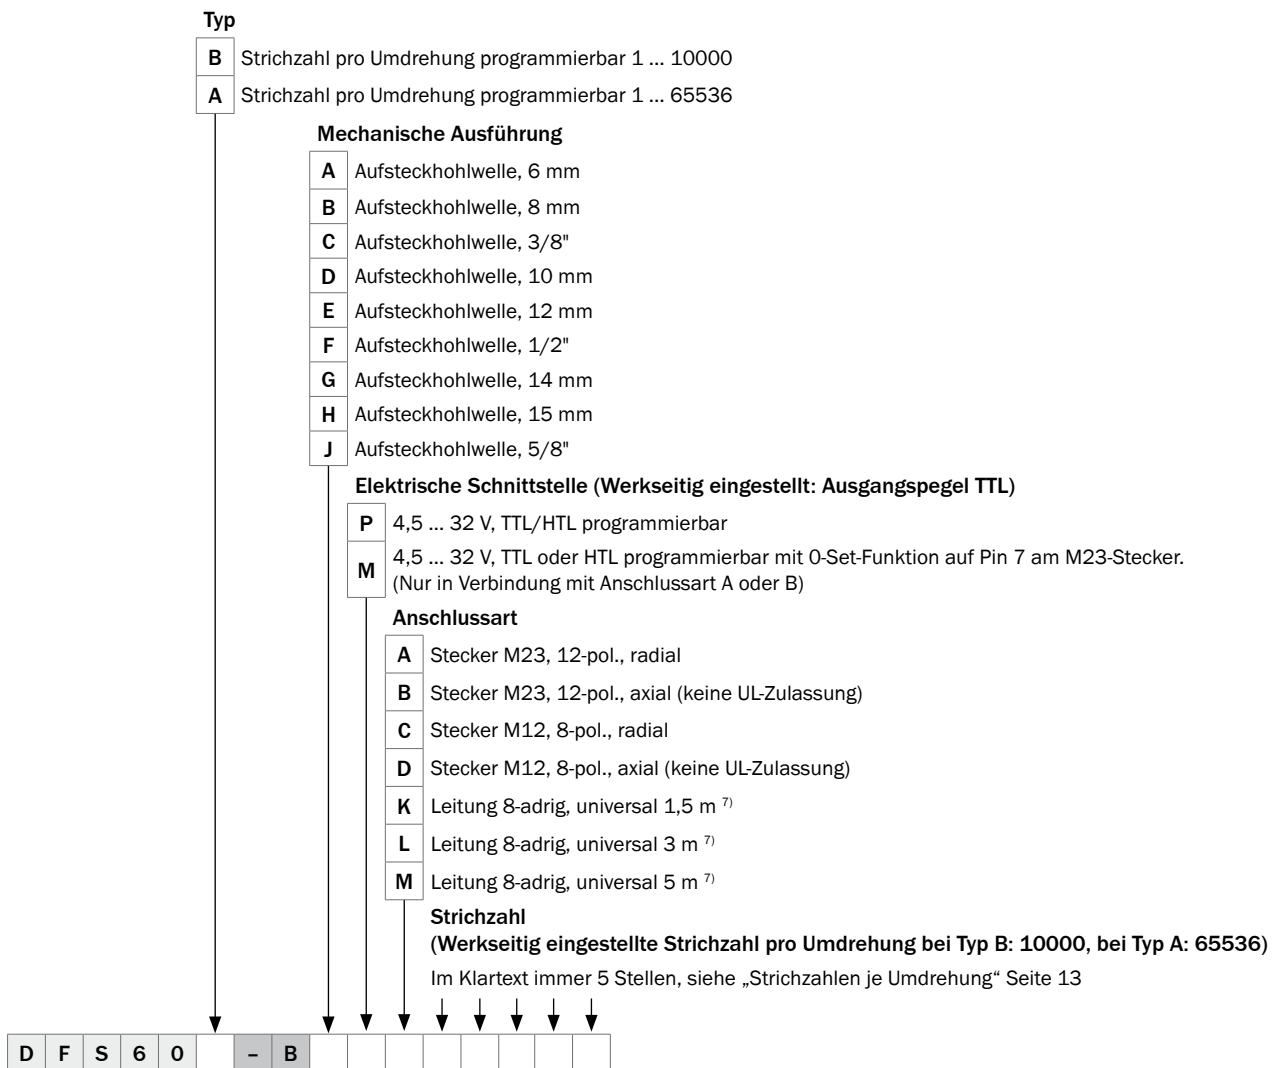 Typ
B Strichzahl pro Umdrehung programmierbar 1 ... 10000
A Strichzahl pro Umdrehung programmierbar 1 ... 65536
Mechanische Ausführung
A Aufsteckhohlwelle, 6 mm
B Aufsteckhohlwelle, 8 mm
C Aufsteckhohlwelle, 3/8"
D Aufsteckhohlwelle, 10 mm
E Aufsteckhohlwelle, 12 mm
F Aufsteckhohlwelle, 1/2"
G Aufsteckhohlwelle, 14 mm
H Aufsteckhohlwelle, 15 mm
J Aufsteckhohlwelle, 5/8"
Elektrische Schnittstelle (Werkseitig eingestellt: Ausgangspegel TTL)
P 4,5 ... 32 V, TTL/HTL programmierbar
M 4,5 ... 32 V, TTL oder HTL programmierbar mit 0-Set-Funktion auf Pin 7 am M23-Stecker.
(Nur in Verbindung mit Anschlussart A oder B)
Anschlussart
A Stecker M23, 12-pol., radial
B Stecker M23, 12-pol., axial (keine UL-Zulassung)
C Stecker M12, 8-pol., radial
D Stecker M12, 8-pol., axial (keine UL-Zulassung)
K Leitung 8-adrig, universal 1,5 m 7)
L Leitung 8-adrig, universal 3 m 7)
M Leitung 8-adrig, universal 5 m 7)
Strichzahl
(Werkseitig eingestellte Strichzahl pro Umdrehung bei Typ B: 10000, bei Typ A: 65536)
Im Klartext immer 5 Stellen, siehe „Strichzahlen je Umdrehung“ Seite 13
D F S 6 0 – B